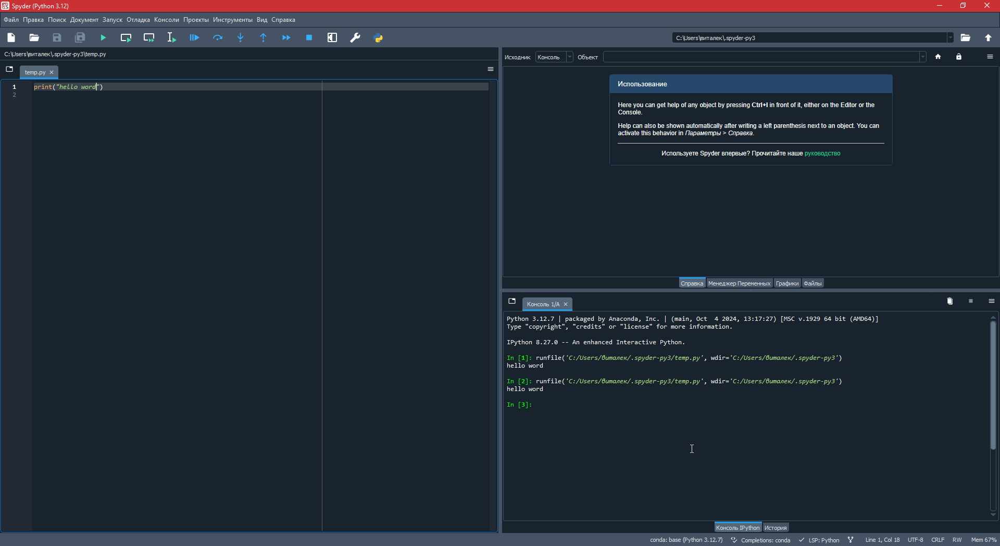 Spyder (Python 3.12)
Файл Правка Поиск Документ Запуск Отладка Консоли Проекты Инструменты Вид Справка
C:\Users\виталек\.spyder-py3
C:\Users\виталек\.spyder-py3\temp.py
temp.py
1 print("hello word")
2
Исходник Консоль Объект
Использование
Here you can get help of any object by pressing Ctrl+I in front of it, either on the Editor or the
Console.
Help can also be shown automatically after writing a left parenthesis next to an object. You can
activate this behavior in Параметры > Справка.
Используете Spyder впервые? Прочитайте наше руководство
Справка Менеджер Переменных Графики Файлы
Консоль 1/A
Python 3.12.7 | packaged by Anaconda, Inc. | (main, Oct  4 2024, 13:17:27) [MSC v.1929 64 bit (AMD64)]
Type "copyright", "credits" or "license" for more information.
IPython 8.27.0 -- An enhanced Interactive Python.
In [1]: runfile('C:/Users/виталек/.spyder-py3/temp.py', wdir='C:/Users/виталек/.spyder-py3')
hello word
In [2]: runfile('C:/Users/виталек/.spyder-py3/temp.py', wdir='C:/Users/виталек/.spyder-py3')
hello word
In [3]:
Консоль IPython История
conda: base (Python 3.12.7) Completions: conda LSP: Python Line 1, Col 18 UTF-8 CRLF RW Mem 67%